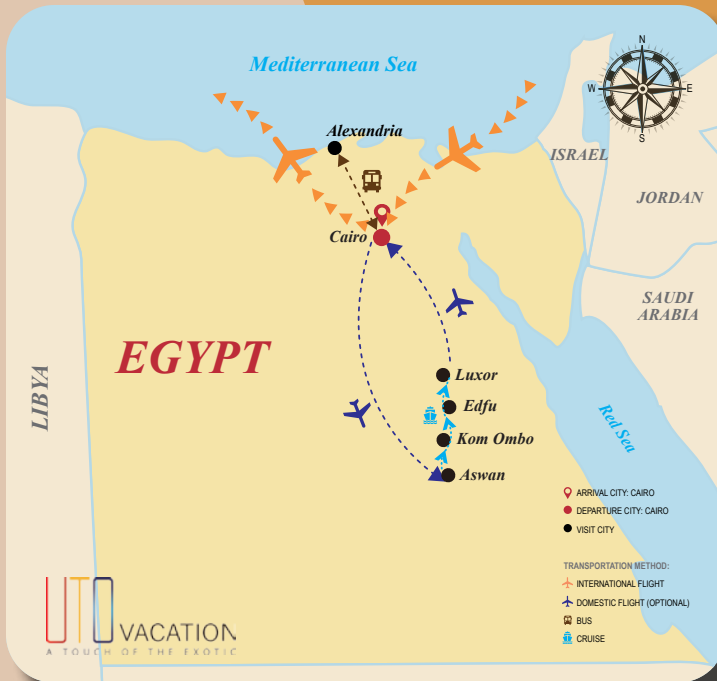 Mediterranean Sea
N
W
E
S
Alexandria
ISRAEL
JORDAN
Cairo
SAUDI
ARABIA
EGYPT
LIBYA
Luxor
Edfu
Red Sea
Kom Ombo
Aswan
ARRIVAL CITY: CAIRO
DEPARTURE CITY: CAIRO
VISIT CITY
TRANSPORTATION METHOD:
INTERNATIONAL FLIGHT
DOMESTIC FLIGHT (OPTIONAL)
BUS
CRUISE
UTO VACATION
A TOUCH OF THE EXOTIC